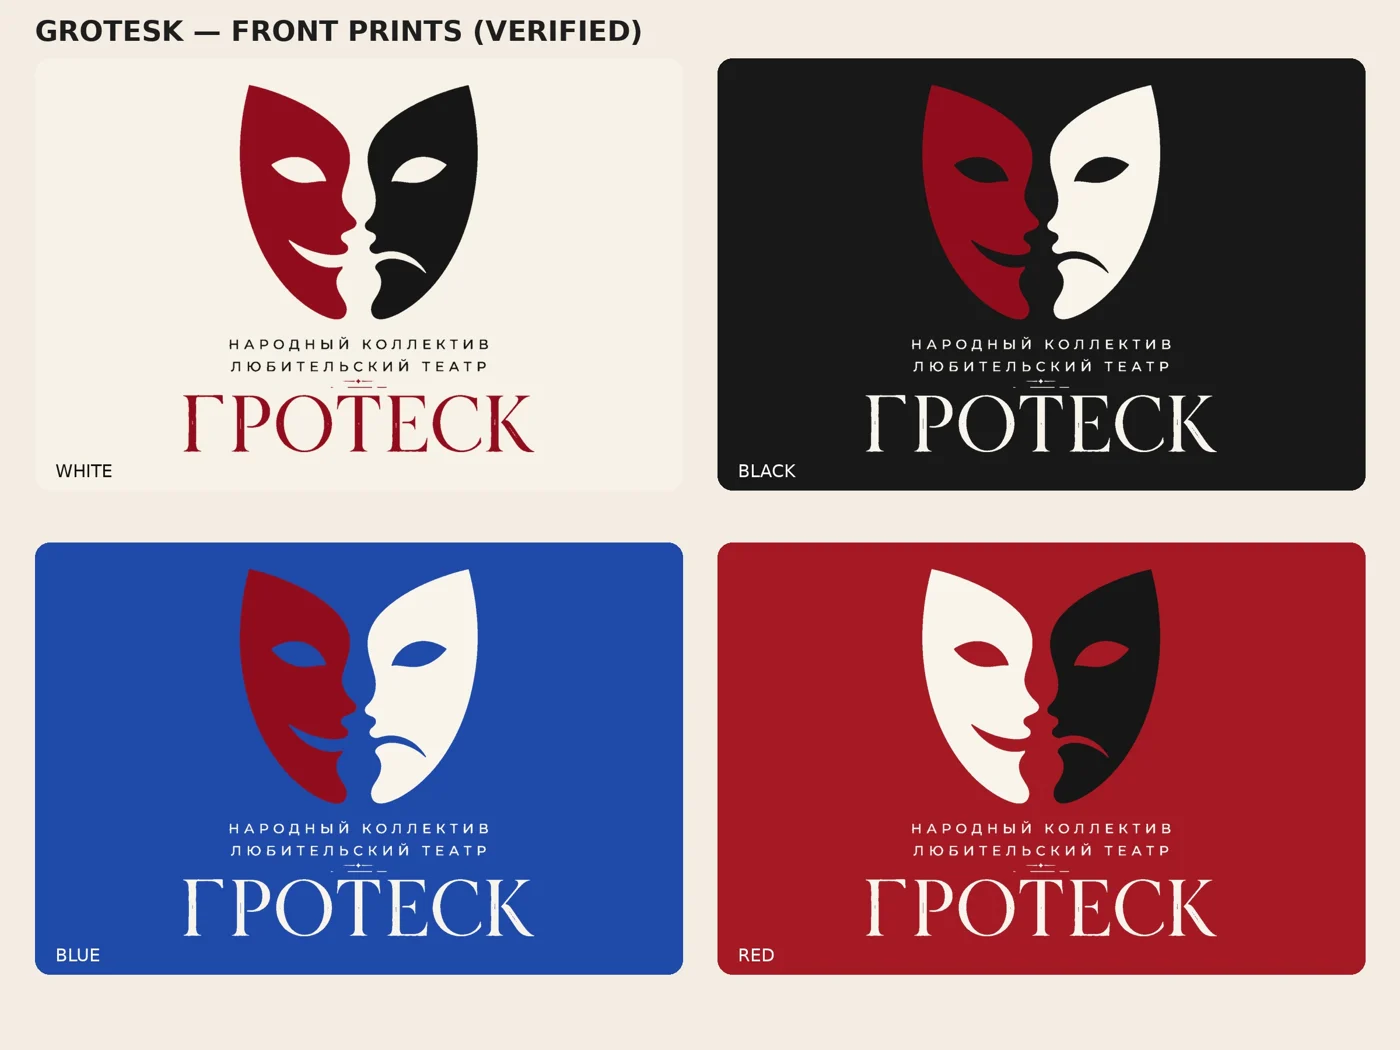 GROTESK — FRONT PRINTS (VERIFIED)
НАРОДНЫЙ КОЛЛЕКТИВ
ЛЮБИТЕЛЬСКИЙ ТЕАТР
ГРОТЕСК
WHITE
НАРОДНЫЙ КОЛЛЕКТИВ
ЛЮБИТЕЛЬСКИЙ ТЕАТР
ГРОТЕСК
BLACK
НАРОДНЫЙ КОЛЛЕКТИВ
ЛЮБИТЕЛЬСКИЙ ТЕАТР
ГРОТЕСК
BLUE
НАРОДНЫЙ КОЛЛЕКТИВ
ЛЮБИТЕЛЬСКИЙ ТЕАТР
ГРОТЕСК
RED